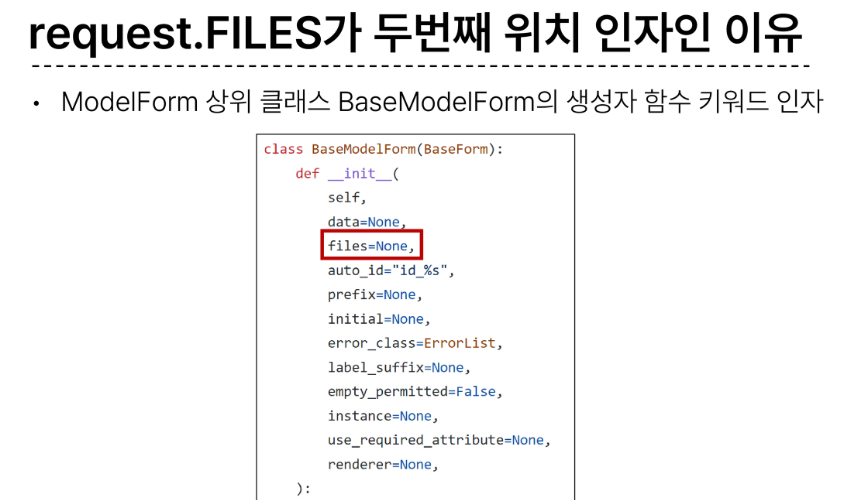 request.FILES가 두번째 위치 인자인 이유
• ModelForm 상위 클래스 BaseModelForm의 생성자 함수 키워드 인자
class BaseModelForm(BaseForm):
    def __init__(
        self,
        data=None,
        files=None,
        auto_id="id_%s",
        prefix=None,
        initial=None,
        error_class=ErrorList,
        label_suffix=None,
        empty_permitted=False,
        instance=None,
        use_required_attribute=None,
        renderer=None,
    ):